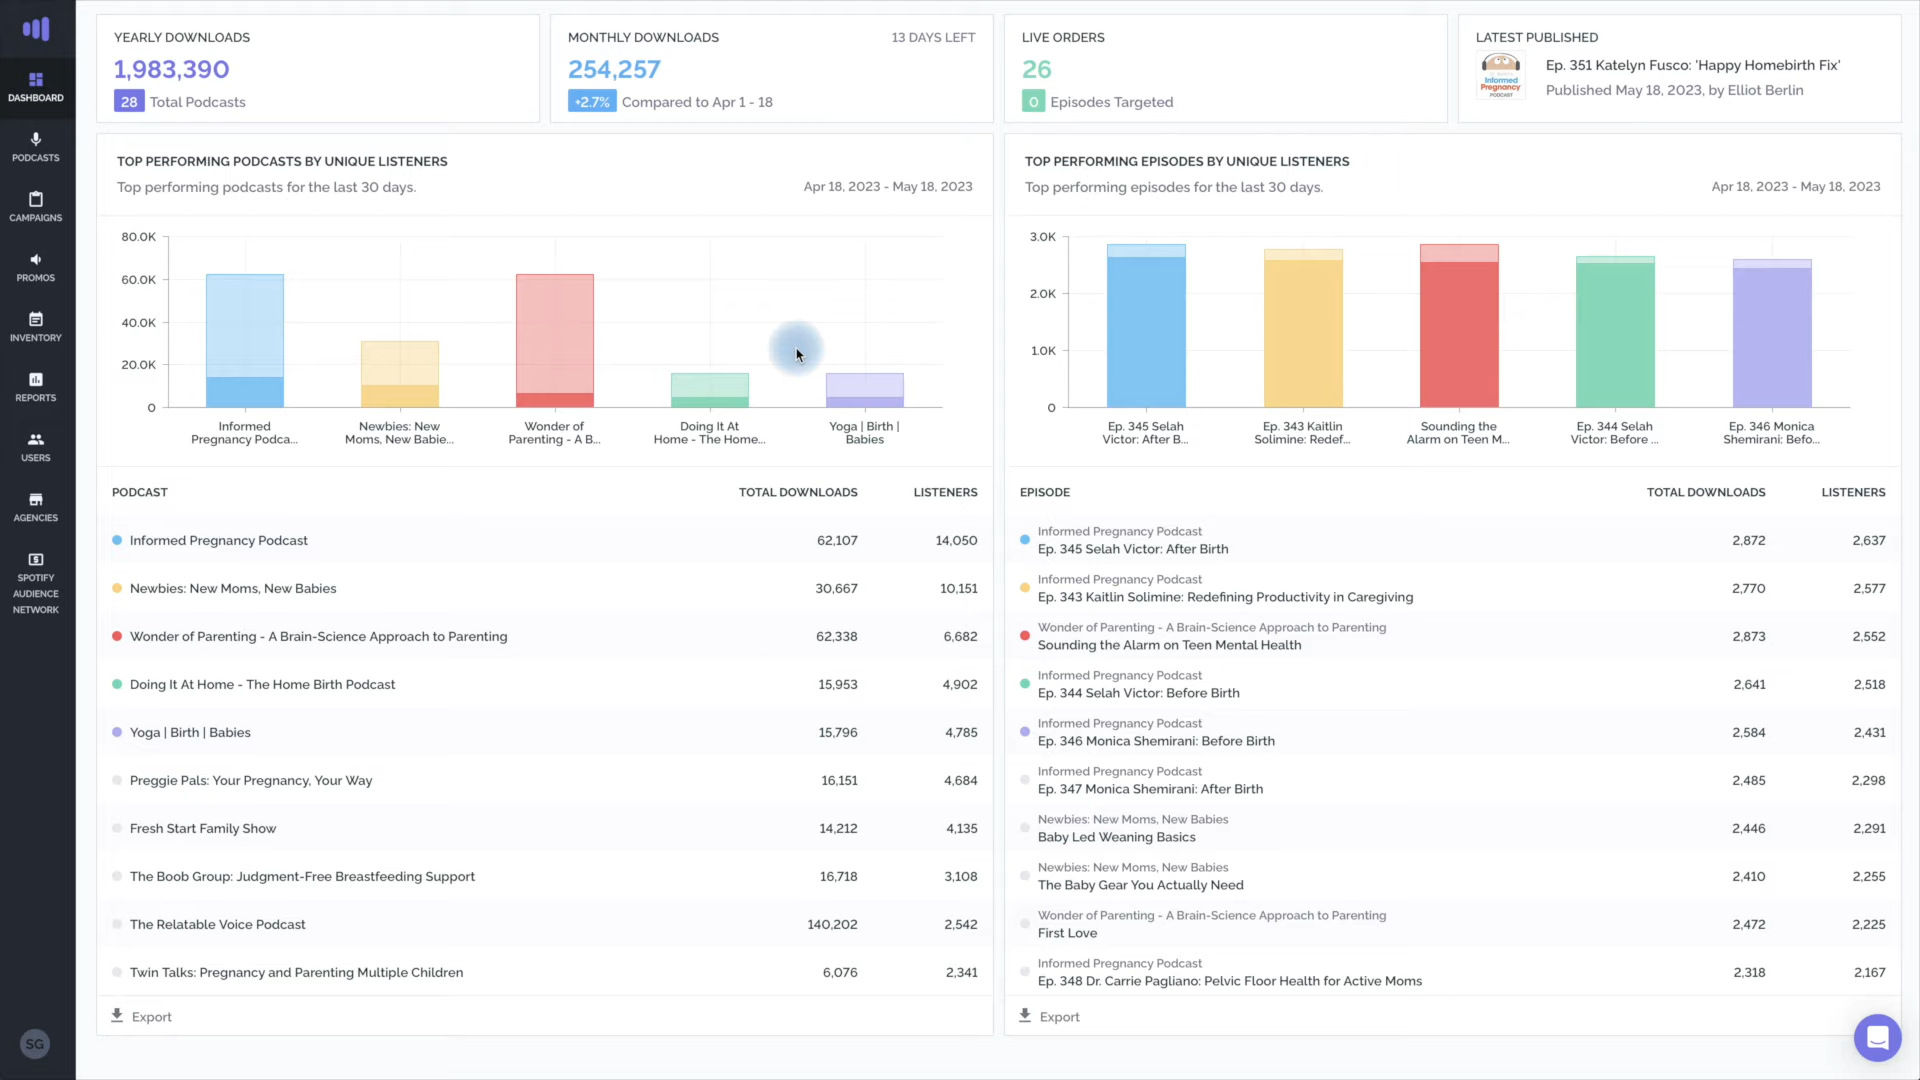 DASHBOARD
PODCASTS
CAMPAIGNS
PROMOS
INVENTORY
REPORTS
USERS
AGENCIES
SPOTIFY
AUDIENCE
NETWORK
SG
YEARLY DOWNLOADS
1,983,390
28 Total Podcasts
MONTHLY DOWNLOADS 13 DAYS LEFT
254,257
+2.7% Compared to Apr 1 - 18
LIVE ORDERS
26
0 Episodes Targeted
LATEST PUBLISHED
Informed
Pregnancy
PODCAST
Ep. 351 Katelyn Fusco: 'Happy Homebirth Fix'
Published May 18, 2023, by Elliot Berlin
TOP PERFORMING PODCASTS BY UNIQUE LISTENERS
Top performing podcasts for the last 30 days.
Apr 18, 2023 - May 18, 2023
80.0K
60.0K
40.0K
20.0K
0
Informed
Pregnancy Podca...
Newbies: New
Moms, New Babie...
Wonder of
Parenting - A B...
Doing It At
Home - The Home...
Yoga | Birth |
Babies
PODCAST TOTAL DOWNLOADS LISTENERS
Informed Pregnancy Podcast 62,107 14,050
Newbies: New Moms, New Babies 30,667 10,151
Wonder of Parenting - A Brain-Science Approach to Parenting 62,338 6,682
Doing It At Home - The Home Birth Podcast 15,953 4,902
Yoga | Birth | Babies 15,796 4,785
Preggie Pals: Your Pregnancy, Your Way 16,151 4,684
Fresh Start Family Show 14,212 4,135
The Boob Group: Judgment-Free Breastfeeding Support 16,718 3,108
The Relatable Voice Podcast 140,202 2,542
Twin Talks: Pregnancy and Parenting Multiple Children 6,076 2,341
Export
TOP PERFORMING EPISODES BY UNIQUE LISTENERS
Top performing episodes for the last 30 days.
Apr 18, 2023 - May 18, 2023
3.0K
2.0K
1.0K
0
Ep. 345 Selah
Victor: After B...
Ep. 343 Kaitlin
Solimine: Redef...
Sounding the
Alarm on Teen M...
Ep. 344 Selah
Victor: Before ...
Ep. 346 Monica
Shemirani: Befo...
EPISODE TOTAL DOWNLOADS LISTENERS
Informed Pregnancy Podcast
Ep. 345 Selah Victor: After Birth 2,872 2,637
Informed Pregnancy Podcast
Ep. 343 Kaitlin Solimine: Redefining Productivity in Caregiving 2,770 2,577
Wonder of Parenting - A Brain-Science Approach to Parenting
Sounding the Alarm on Teen Mental Health 2,873 2,552
Informed Pregnancy Podcast
Ep. 344 Selah Victor: Before Birth 2,641 2,518
Informed Pregnancy Podcast
Ep. 346 Monica Shemirani: Before Birth 2,584 2,431
Informed Pregnancy Podcast
Ep. 347 Monica Shemirani: After Birth 2,485 2,298
Newbies: New Moms, New Babies
Baby Led Weaning Basics 2,446 2,291
Newbies: New Moms, New Babies
The Baby Gear You Actually Need 2,410 2,255
Wonder of Parenting - A Brain-Science Approach to Parenting
First Love 2,472 2,225
Informed Pregnancy Podcast
Ep. 348 Dr. Carrie Pagliano: Pelvic Floor Health for Active Moms 2,318 2,167
Export